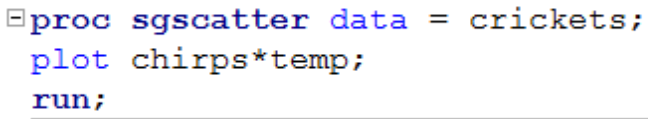 proc sgscatter data = crickets;
plot chirps*temp;
run;